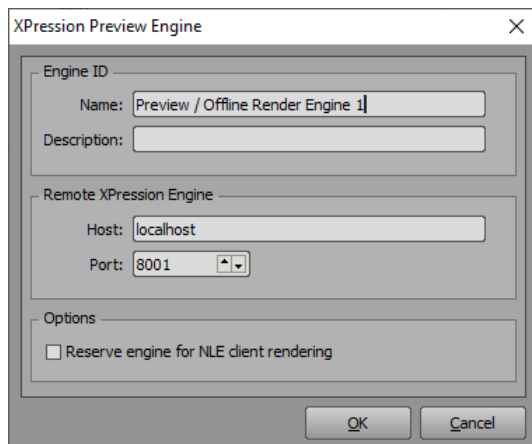 XPression Preview Engine
Engine ID
Name: Preview / Offline Render Engine 1
Description:
Remote XPression Engine
Host: localhost
Port: 8001
Options
Reserve engine for NLE client rendering
OK Cancel